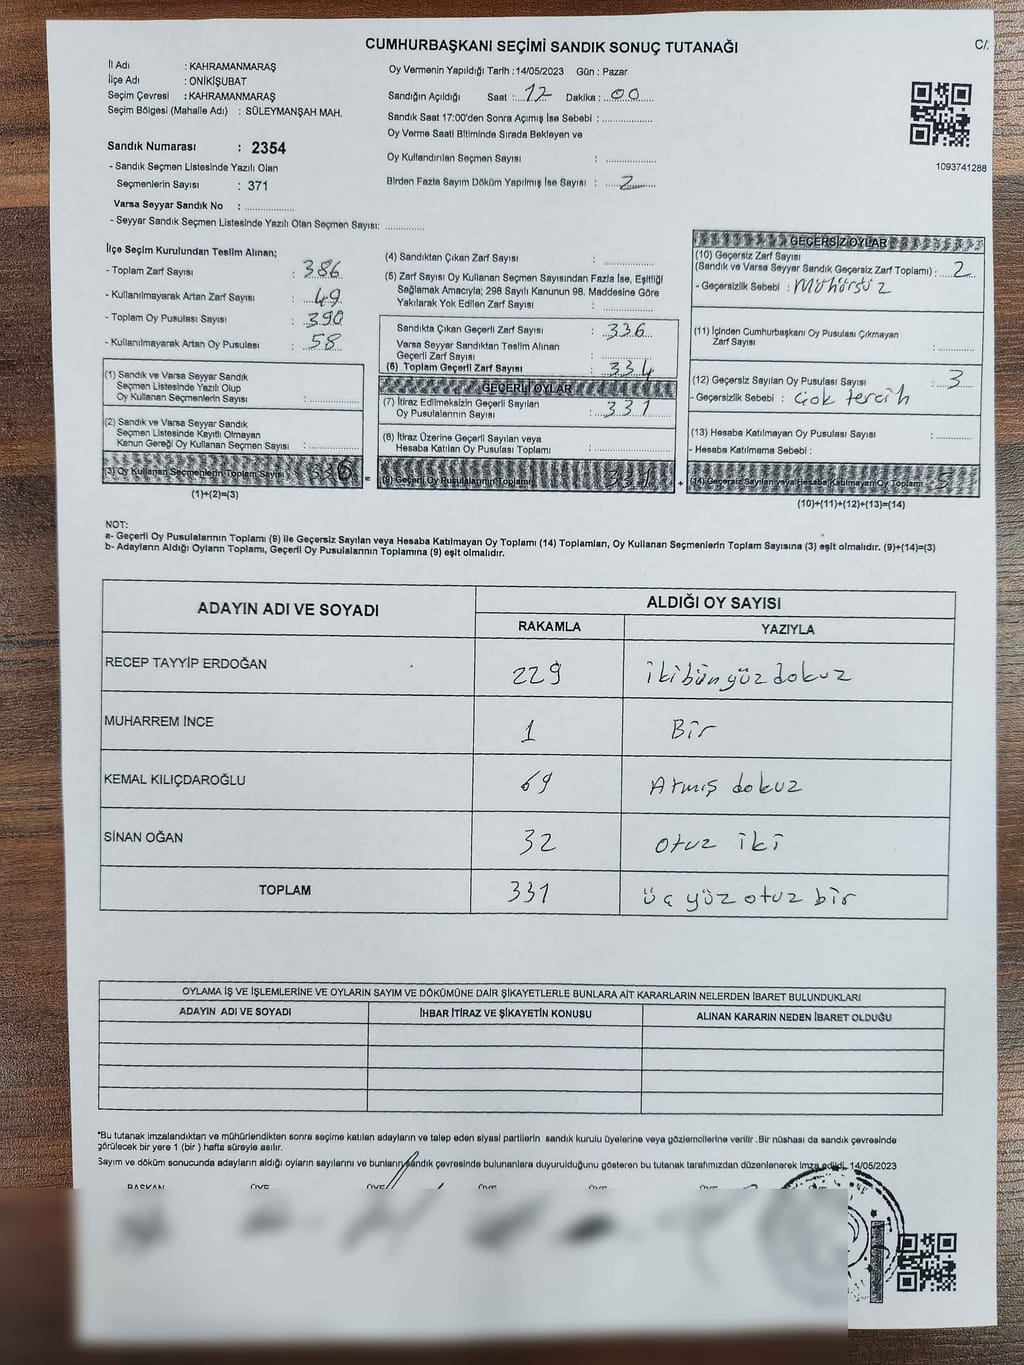 CUMHURBAŞKANI SEÇİMİ SANDIK SONUÇ TUTANAĞI
C/
İl Adı : KAHRAMANMARAŞ
İlçe Adı : ONİKİŞUBAT
Seçim Çevresi : KAHRAMANMARAŞ
Seçim Bölgesi (Mahalle Adı) : SÜLEYMANŞAH MAH.
Sandık Numarası : 2354
- Sandık Seçmen Listesinde Yazılı Olan
Seçmenlerin Sayısı : 371
Varsa Seyyar Sandık No : ..............
- Seyyar Sandık Seçmen Listesinde Yazılı Olan Seçmen Sayısı: ............
Oy Vermenin Yapıldığı Tarih : 14/05/2023 Gün : Pazar
Sandığın Açıldığı Saat : 17 Dakika : 00
Sandık Saat 17:00'den Sonra Açımış İse Sebebi : ..............
Oy Verme Saati Bitiminde Sırada Bekleyen ve
Oy Kullandırılan Seçmen Sayısı : ..............
Birden Fazla Sayım Döküm Yapılmış İse Sayısı : 2
1093741288
İlçe Seçim Kurulundan Teslim Alınan;
- Toplam Zarf Sayısı : 386
- Kullanılmayarak Artan Zarf Sayısı : 49
- Toplam Oy Pusulası Sayısı : 390
- Kullanılmayarak Artan Oy Pusulası : 58
(1) Sandık ve Varsa Seyyar Sandık
Seçmen Listesinde Yazılı Olup
Oy Kullanan Seçmenlerin Sayısı : ..............
(2) Sandık ve Varsa Seyyar Sandık
Seçmen Listesinde Kayıtlı Olmayan
Kanun Gereği Oy Kullanan Seçmen Sayısı : ..............
(3) Oy Kullanan Seçmenlerin Toplam Sayısı 336 =
(1)+(2)=(3)
(4) Sandıktan Çıkan Zarf Sayısı : ..............
(5) Zarf Sayısı Oy Kullanan Seçmen Sayısından Fazla İse, Eşitliği
Sağlamak Amacıyla; 298 Sayılı Kanunun 98. Maddesine Göre
Yakılarak Yok Edilen Zarf Sayısı : ..............
Sandıkta Çıkan Geçerli Zarf Sayısı : 336
Varsa Seyyar Sandıktan Teslim Alınan
Geçerli Zarf Sayısı : ..............
(6) Toplam Geçerli Zarf Sayısı : 334
GEÇERLİ OYLAR
(7) İtiraz Edilmeksizin Geçerli Sayılan
Oy Pusulalarının Sayısı : 331
(8) İtiraz Üzerine Geçerli Sayılan veya
Hesaba Katılan Oy Pusulası Toplamı : ..............
(9) Geçerli Oy Pusulalarının Toplamı 331 +
GEÇERSİZ OYLAR
(10) Geçersiz Zarf Sayısı
(Sandık ve Varsa Seyyar Sandık Geçersiz Zarf Toplamı) : 2
- Geçersizlik Sebebi : Mühürsüz
(11) İçinden Cumhurbaşkanı Oy Pusulası Çıkmayan
Zarf Sayısı : ..............
(12) Geçersiz Sayılan Oy Pusulası Sayısı : 3
- Geçersizlik Sebebi : Çok tercih
(13) Hesaba Katılmayan Oy Pusulası Sayısı : ..............
- Hesaba Katılmama Sebebi :
(14) Geçersiz Sayılan veya Hesaba Katılmayan Oy Toplamı 5
(10)+(11)+(12)+(13)=(14)
NOT:
a- Geçerli Oy Pusulalarının Toplamı (9) ile Geçersiz Sayılan veya Hesaba Katılmayan Oy Toplamı (14) Toplamları, Oy Kullanan Seçmenlerin Toplam Sayısına (3) eşit olmalıdır. (9)+(14)=(3)
b- Adayların Aldığı Oyların Toplamı, Geçerli Oy Pusulalarının Toplamına (9) eşit olmalıdır.
ADAYIN ADI VE SOYADI ALDIĞI OY SAYISI
RAKAMLA YAZIYLA
RECEP TAYYİP ERDOĞAN 229 ikibünyüzdokuz
MUHARREM İNCE 1 Bir
KEMAL KILIÇDAROĞLU 69 Atmış dokuz
SİNAN OĞAN 32 otuz iki
TOPLAM 331 üç yüz otuz bir
OYLAMA İŞ VE İŞLEMLERİNE VE OYLARIN SAYIM VE DÖKÜMÜNE DAİR ŞİKAYETLERLE BUNLARA AİT KARARLARIN NELERDEN İBARET BULUNDUKLARI
ADAYIN ADI VE SOYADI İHBAR İTİRAZ VE ŞİKAYETİN KONUSU ALINAN KARARIN NEDEN İBARET OLDUĞU
*Bu tutanak imzalandıktan ve mühürlendikten sonra seçime katılan adayların ve talep eden siyasi partilerin sandık kurulu üyelerine veya gözlemcilerine verilir .Bir nüshası da sandık çevresinde
görülecek bir yere 1 (bir ) hafta süreyle asılır.
Sayım ve döküm sonucunda adayların aldığı oyların sayılarını ve bunların sandık çevresinde bulunanlara duyurulduğunu gösteren bu tutanak tarafımızdan düzenlenerek imza edildi. 14/05/2023
BAŞKAN ÜYE ÜYE ÜYE ÜYE ÜYE